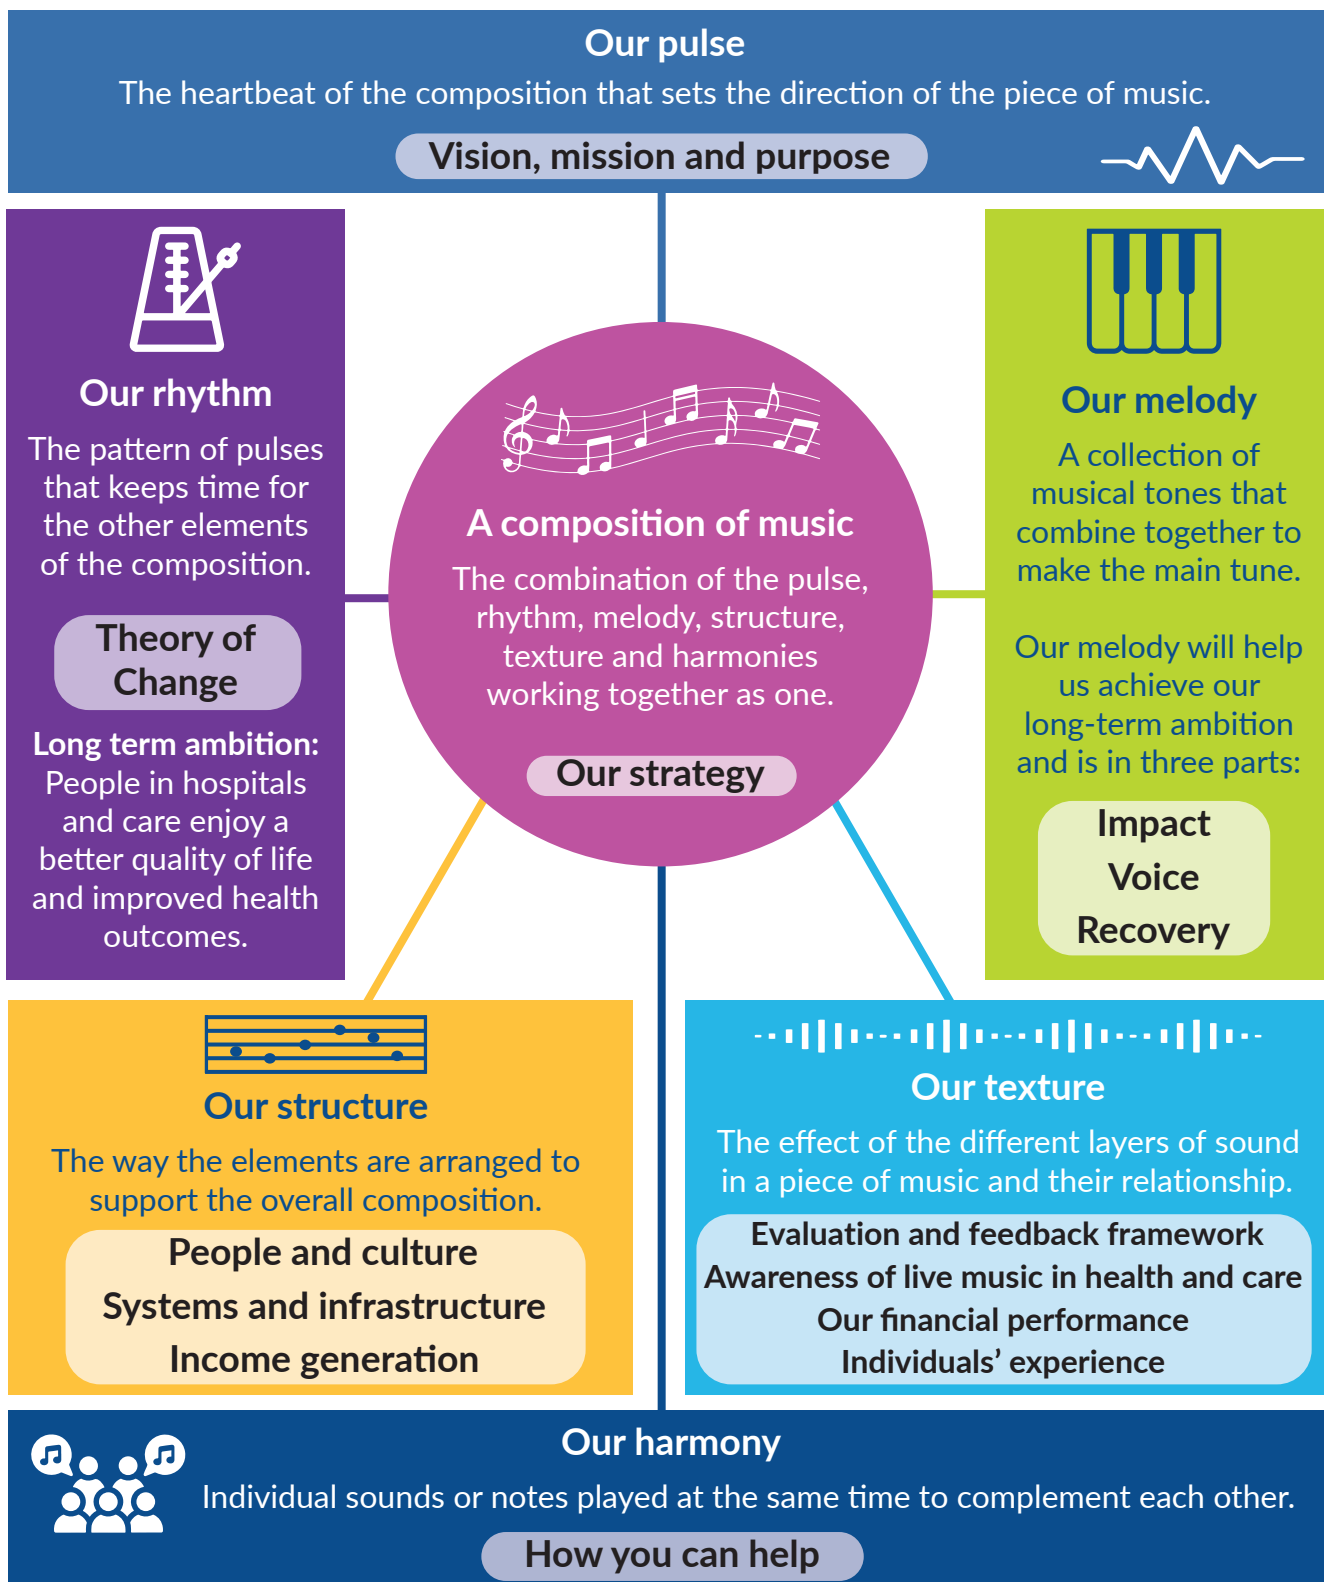 Our pulse
The heartbeat of the composition that sets the direction of the piece of music.
Vision, mission and purpose
Our rhythm
The pattern of pulses
that keeps time for
the other elements
of the composition.
Theory of
Change
Long term ambition:
People in hospitals
and care enjoy a
better quality of life
and improved health
outcomes.
A composition of music
The combination of the pulse,
rhythm, melody, structure,
texture and harmonies
working together as one.
Our strategy
Our melody
A collection of
musical tones that
combine together to
make the main tune.
Our melody will help
us achieve our
long-term ambition
and is in three parts:
Impact
Voice
Recovery
Our structure
The way the elements are arranged to
support the overall composition.
People and culture
Systems and infrastructure
Income generation
Our texture
The effect of the different layers of sound
in a piece of music and their relationship.
Evaluation and feedback framework
Awareness of live music in health and care
Our financial performance
Individuals’ experience
Our harmony
Individual sounds or notes played at the same time to complement each other.
How you can help